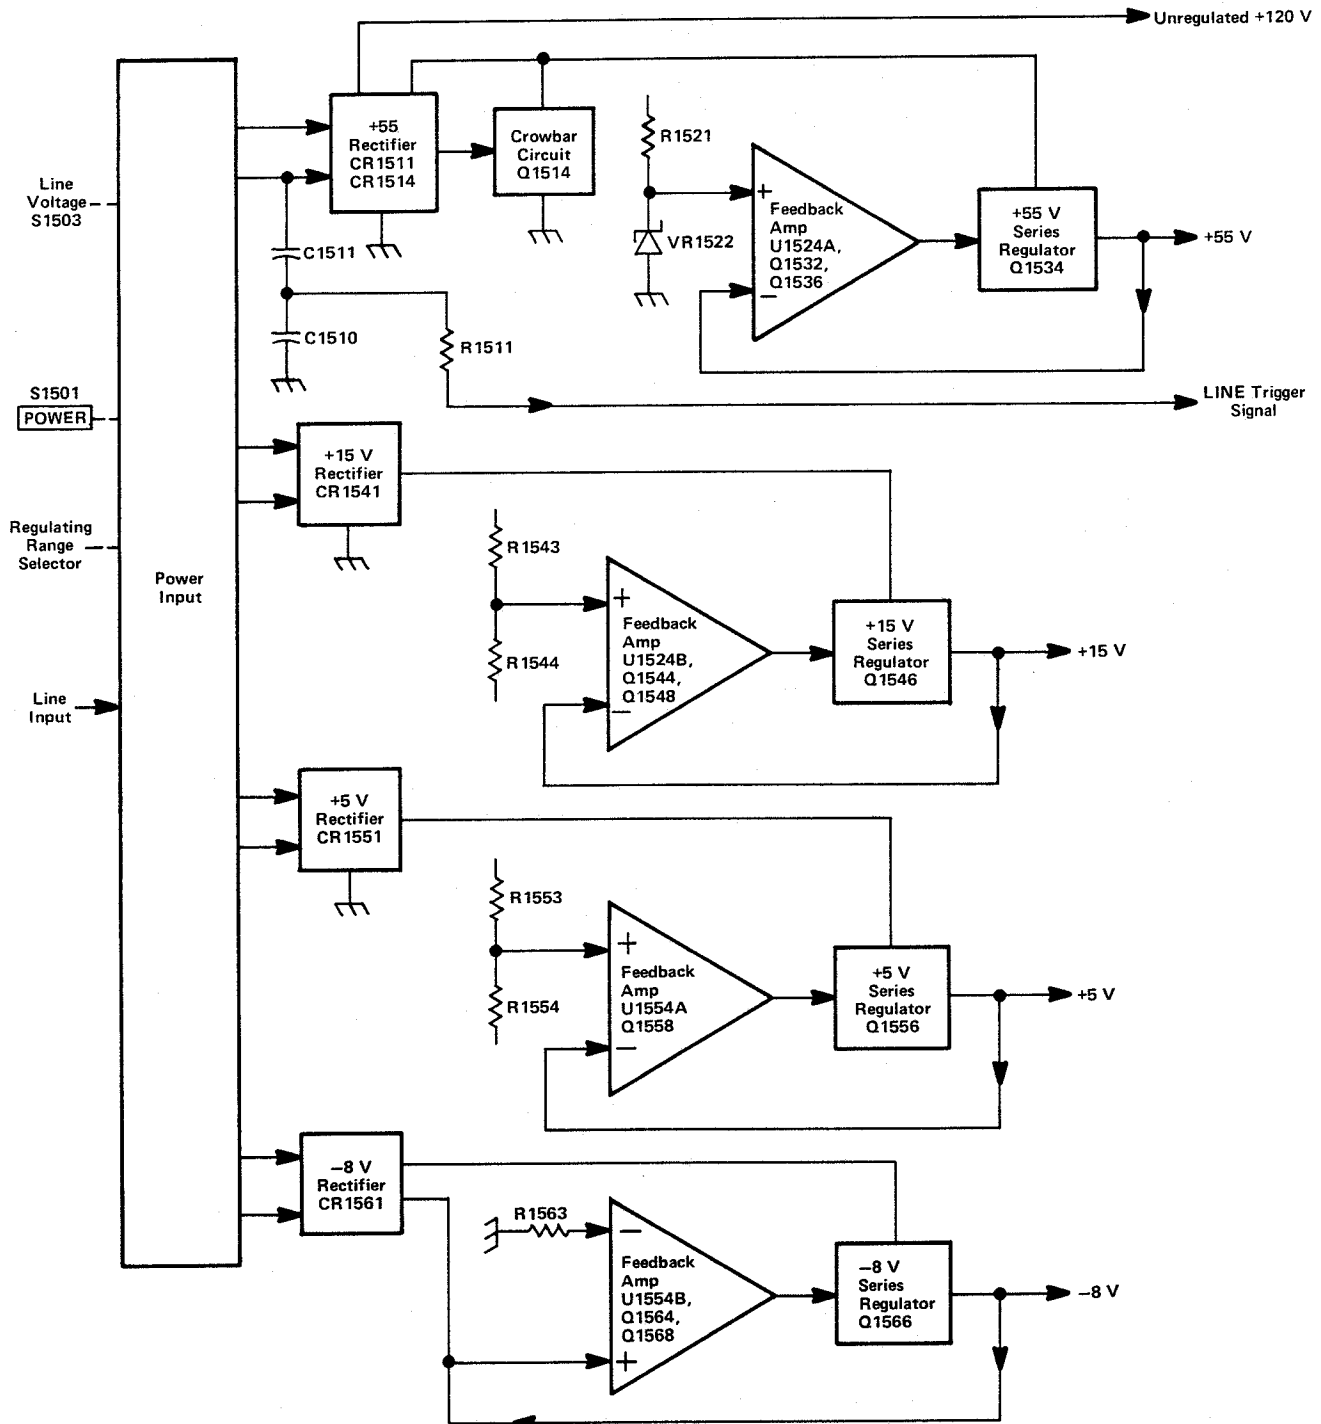 Unregulated +120 V
+55
Rectifier
CR1511
CR1514
Crowbar
Circuit
Q1514
R1521
VR1522
+
Feedback
Amp
U1524A,
Q1532,
Q1536
−
+55 V
Series
Regulator
Q1534
+55 V
Line
Voltage
S1503
C1511
C1510
R1511
LINE Trigger
Signal
S1501
POWER
+15 V
Rectifier
CR1541
Regulating
Range
Selector
Power
Input
R1543
R1544
+
Feedback
Amp
U1524B,
Q1544,
Q1548
−
+15 V
Series
Regulator
Q1546
+15 V
Line
Input
+5 V
Rectifier
CR1551
R1553
R1554
+
Feedback
Amp
U1554A
Q1558
−
+5 V
Series
Regulator
Q1556
+5 V
−8 V
Rectifier
CR1561
R1563
−
Feedback
Amp
U1554B,
Q1564,
Q1568
+
−8 V
Series
Regulator
Q1566
−8 V